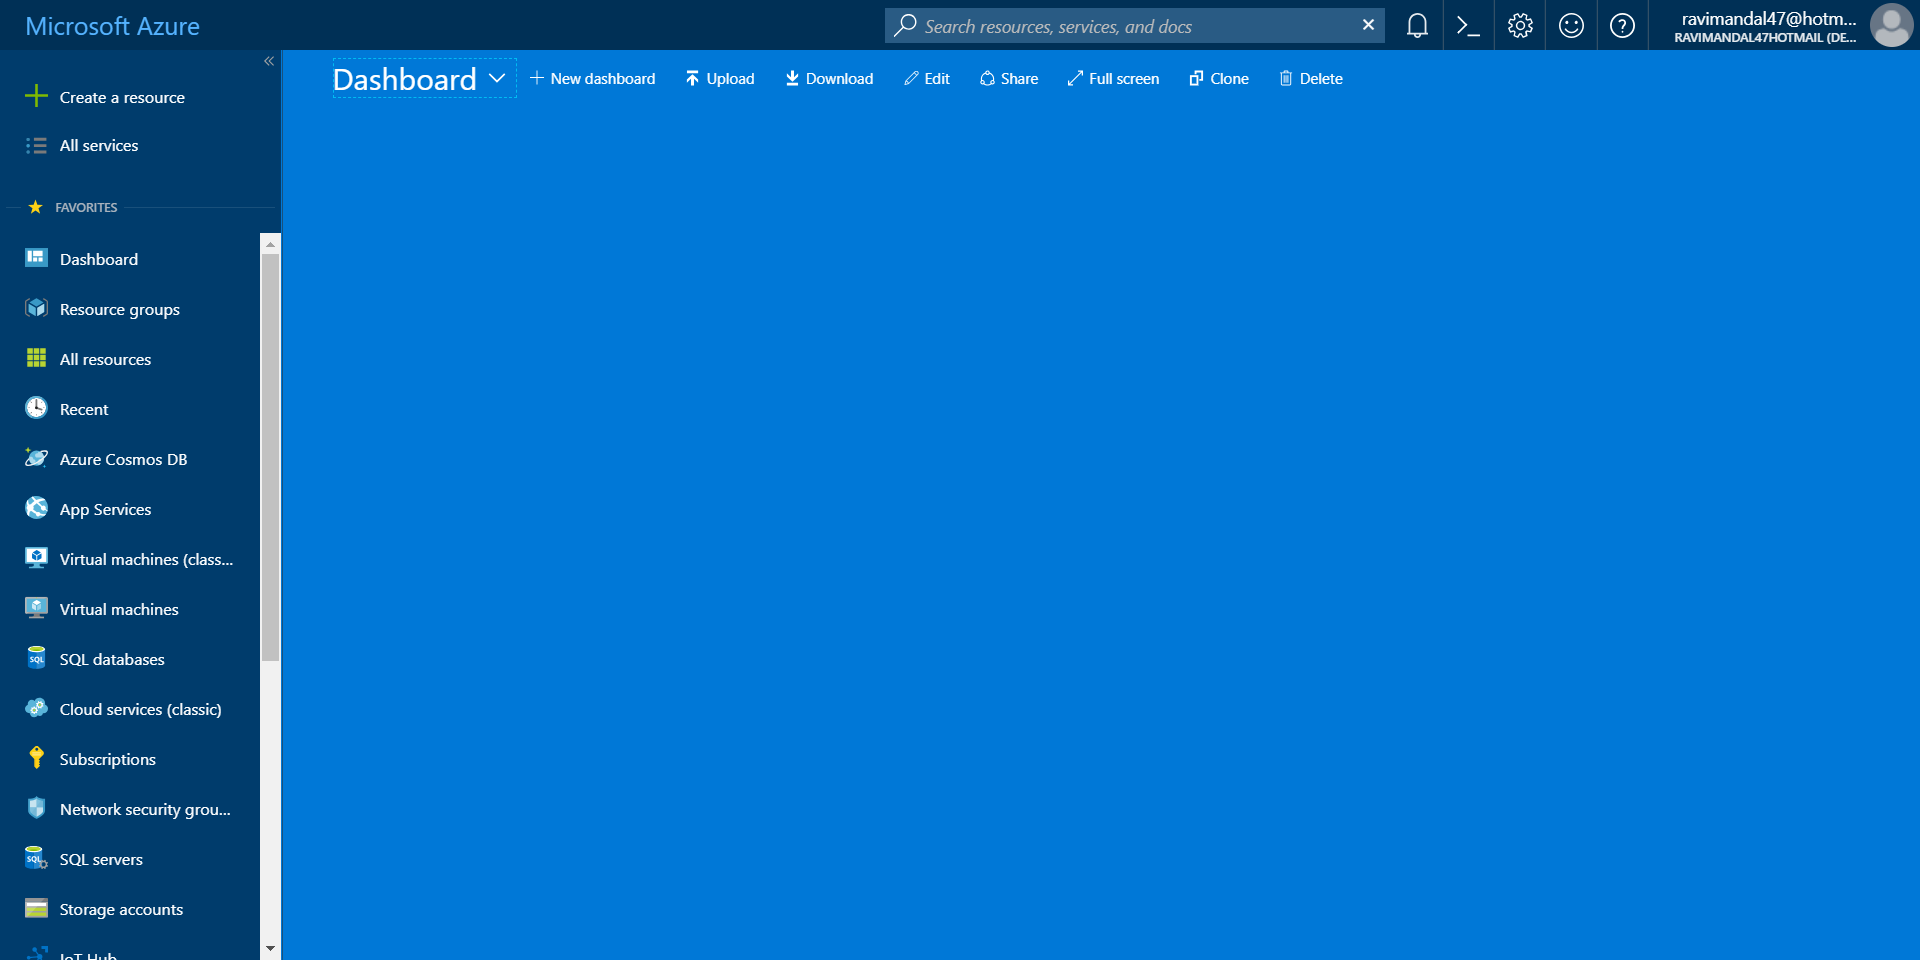 Microsoft Azure
Search resources, services, and docs
ravimandal47@hotm...
RAVIMANDAL47HOTMAIL (DE...
Dashboard
New dashboard
Upload
Download
Edit
Share
Full screen
Clone
Delete
Create a resource
All services
FAVORITES
Dashboard
Resource groups
All resources
Recent
Azure Cosmos DB
App Services
Virtual machines (class...
Virtual machines
SQL databases
Cloud services (classic)
Subscriptions
Network security grou...
SQL servers
Storage accounts
IoT Hub